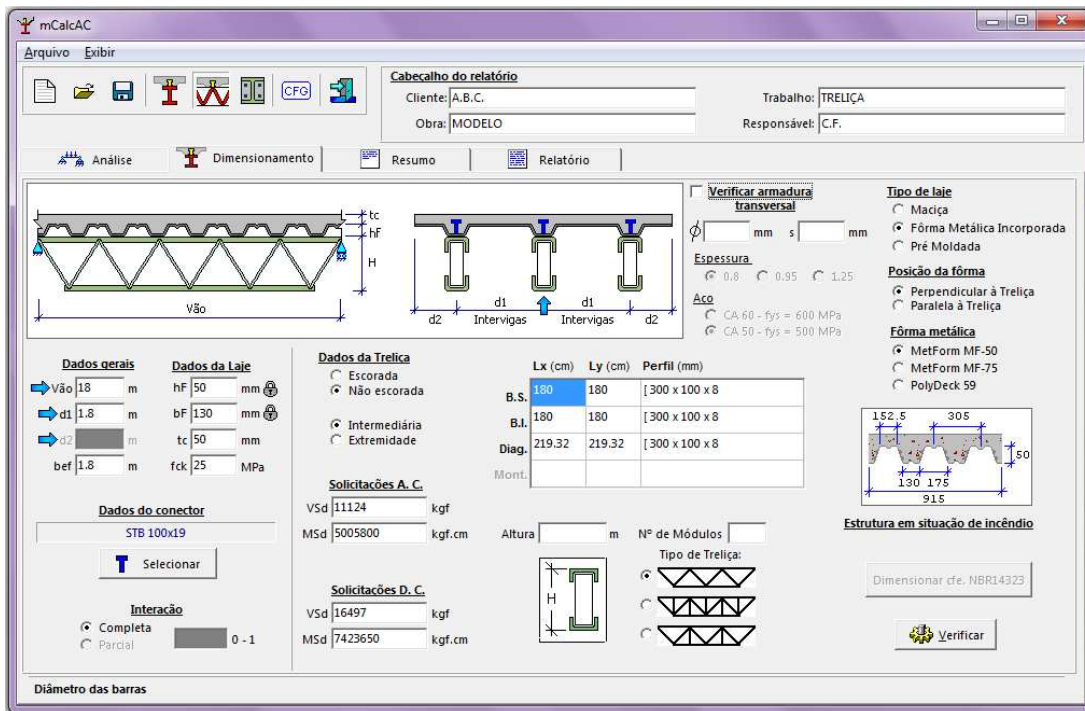 mCalcAC
Arquivo Exibir
CFG
Cabeçalho do relatório
Cliente: A.B.C.
Trabalho: TRELIÇA
Obra: MODELO
Responsável: C.F.
Análise
Dimensionamento
Resumo
Relatório
tc
hF
H
Vão
d1 d1
d2 Intervigas Intervigas d2
Verificar armadura
transversal
ϕ mm s mm
Espessura
0.8 0.95 1.25
Aço
CA 60 - fys = 600 MPa
CA 50 - fys = 500 MPa
Tipo de laje
Maciça
Fôrma Metálica Incorporada
Pré Moldada
Posição da fôrma
Perpendicular à Treliça
Paralela à Treliça
Fôrma metálica
MetForm MF-50
MetForm MF-75
PolyDeck 59
152.5 305
50
130 175
915
Dados gerais
Vão 18 m
d1 1.8 m
d2 m
bef 1.8 m
Dados da Laje
hF 50 mm
bF 130 mm
tc 50 mm
fck 25 MPa
Dados do conector
STB 100x19
Selecionar
Interação
Completa
Parcial
0 - 1
Dados da Trelica
Escorada
Não escorada
Intermediária
Extremidade
Solicitações A. C.
VSd 11124 kgf
MSd 5005800 kgf.cm
Solicitações D. C.
VSd 16497 kgf
MSd 7423650 kgf.cm
Lx (cm) Ly (cm) Perfil (mm)
B.S. 180 180 [ 300 x 100 x 8
B.I. 180 180 [ 300 x 100 x 8
Diag. 219.32 219.32 [ 300 x 100 x 8
Mont.
Altura m Nº de Módulos
Tipo de Treliça:
H
Estrutura em situação de incêndio
Dimensionar cfe. NBR14323
Verificar
Diâmetro das barras